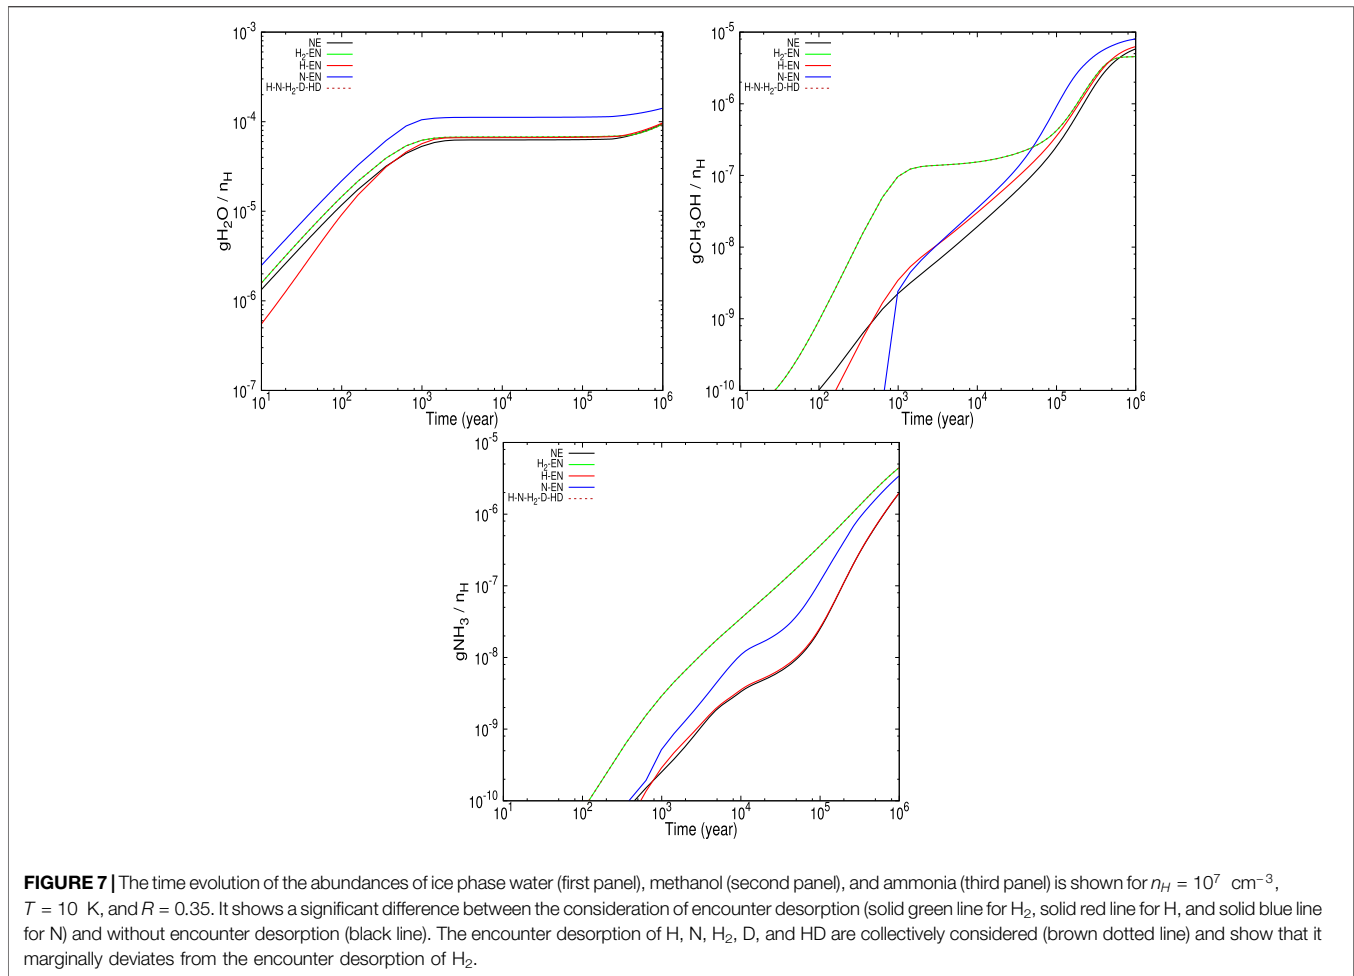 10⁻³
10⁻⁴
10⁻⁵
10⁻⁶
10⁻⁷
gH₂O / n_H
NE
H₂-EN
H-EN
N-EN
H-N-H₂-D-HD
10¹ 10² 10³ 10⁴ 10⁵ 10⁶
Time (year)
10⁻⁵
10⁻⁶
10⁻⁷
10⁻⁸
10⁻⁹
10⁻¹⁰
gCH₃OH / n_H
NE
H₂-EN
H-EN
N-EN
H-N-H₂-D-HD
10¹ 10² 10³ 10⁴ 10⁵ 10⁶
Time (year)
10⁻⁵
10⁻⁶
10⁻⁷
10⁻⁸
10⁻⁹
10⁻¹⁰
gNH₃ / n_H
NE
H₂-EN
H-EN
N-EN
H-N-H₂-D-HD
10¹ 10² 10³ 10⁴ 10⁵ 10⁶
Time (year)
FIGURE 7 | The time evolution of the abundances of ice phase water (first panel), methanol (second panel), and ammonia (third panel) is shown for n_H = 10⁷ cm⁻³,
T = 10 K, and R = 0.35. It shows a significant difference between the consideration of encounter desorption (solid green line for H₂, solid red line for H, and solid blue line
for N) and without encounter desorption (black line). The encounter desorption of H, N, H₂, D, and HD are collectively considered (brown dotted line) and show that it
marginally deviates from the encounter desorption of H₂.